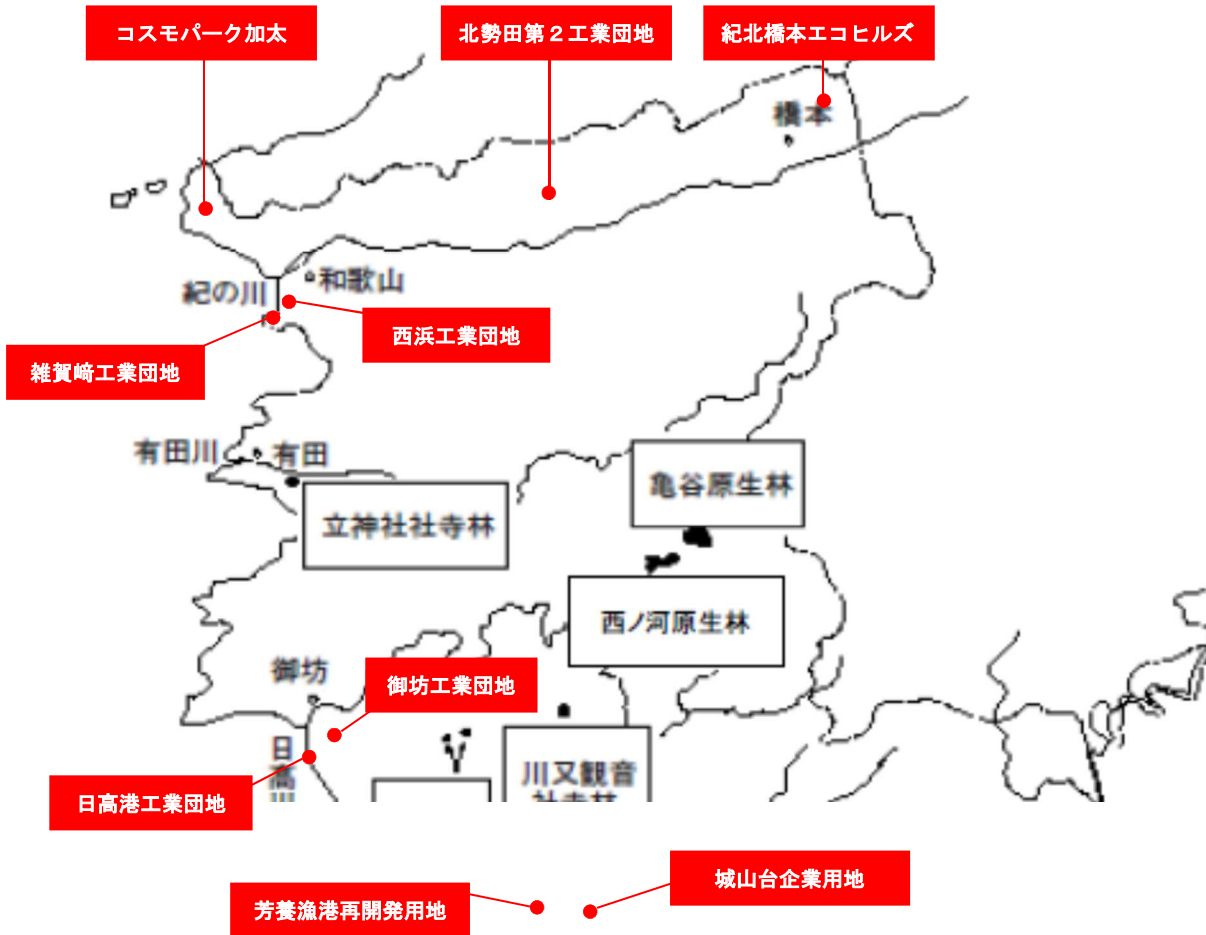 コスモパーク加太
北勢田第２工業団地
紀北橋本エコヒルズ
橋本
和歌山
紀の川
西浜工業団地
雑賀﨑工業団地
有田川
有田
亀谷原生林
立神社社寺林
西ノ河原生林
御坊
御坊工業団地
日高川
川又観音
社寺林
日高港工業団地
城山台企業用地
芳養漁港再開発用地